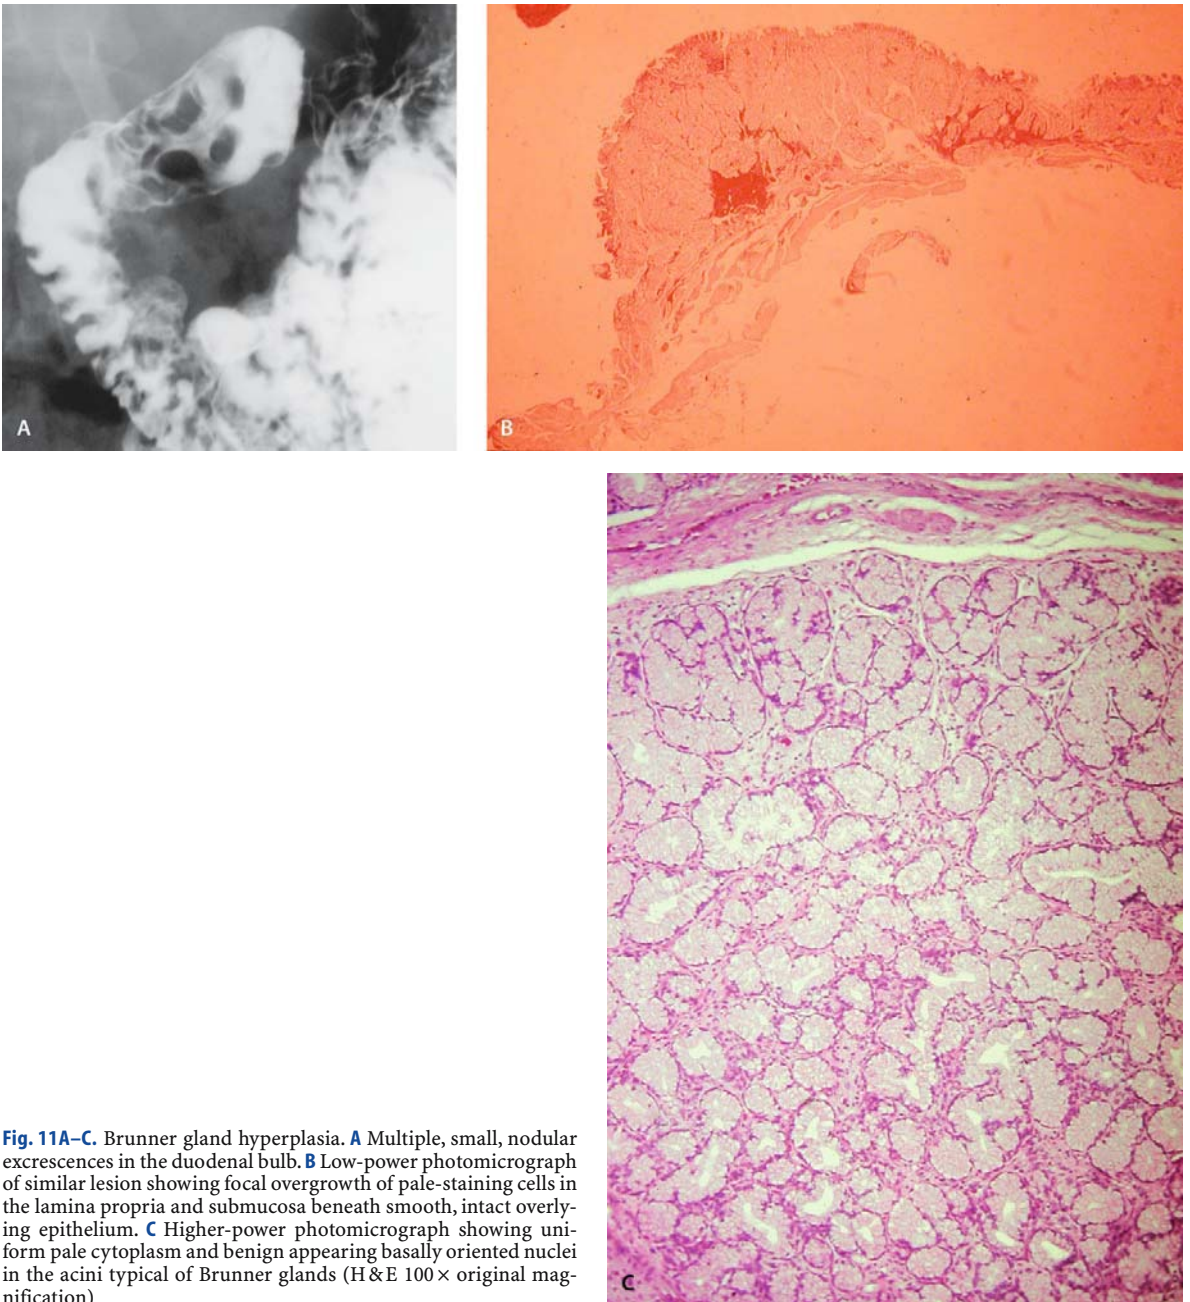 A
B
C
Fig. 11A–C. Brunner gland hyperplasia. A Multiple, small, nodular
excrescences in the duodenal bulb. B Low-power photomicrograph
of similar lesion showing focal overgrowth of pale-staining cells in
the lamina propria and submucosa beneath smooth, intact overly-
ing epithelium. C Higher-power photomicrograph showing uni-
form pale cytoplasm and benign appearing basally oriented nuclei
in the acini typical of Brunner glands (H&E 100× original mag-
nification)